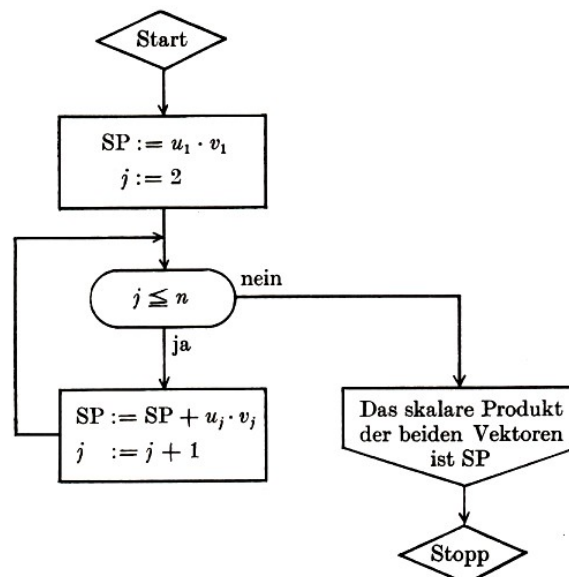 Start
SP := u₁ · v₁
j := 2
j ≦ n
nein
ja
SP := SP + uⱼ · vⱼ
j := j + 1
Das skalare Produkt
der beiden Vektoren
ist SP
Stopp